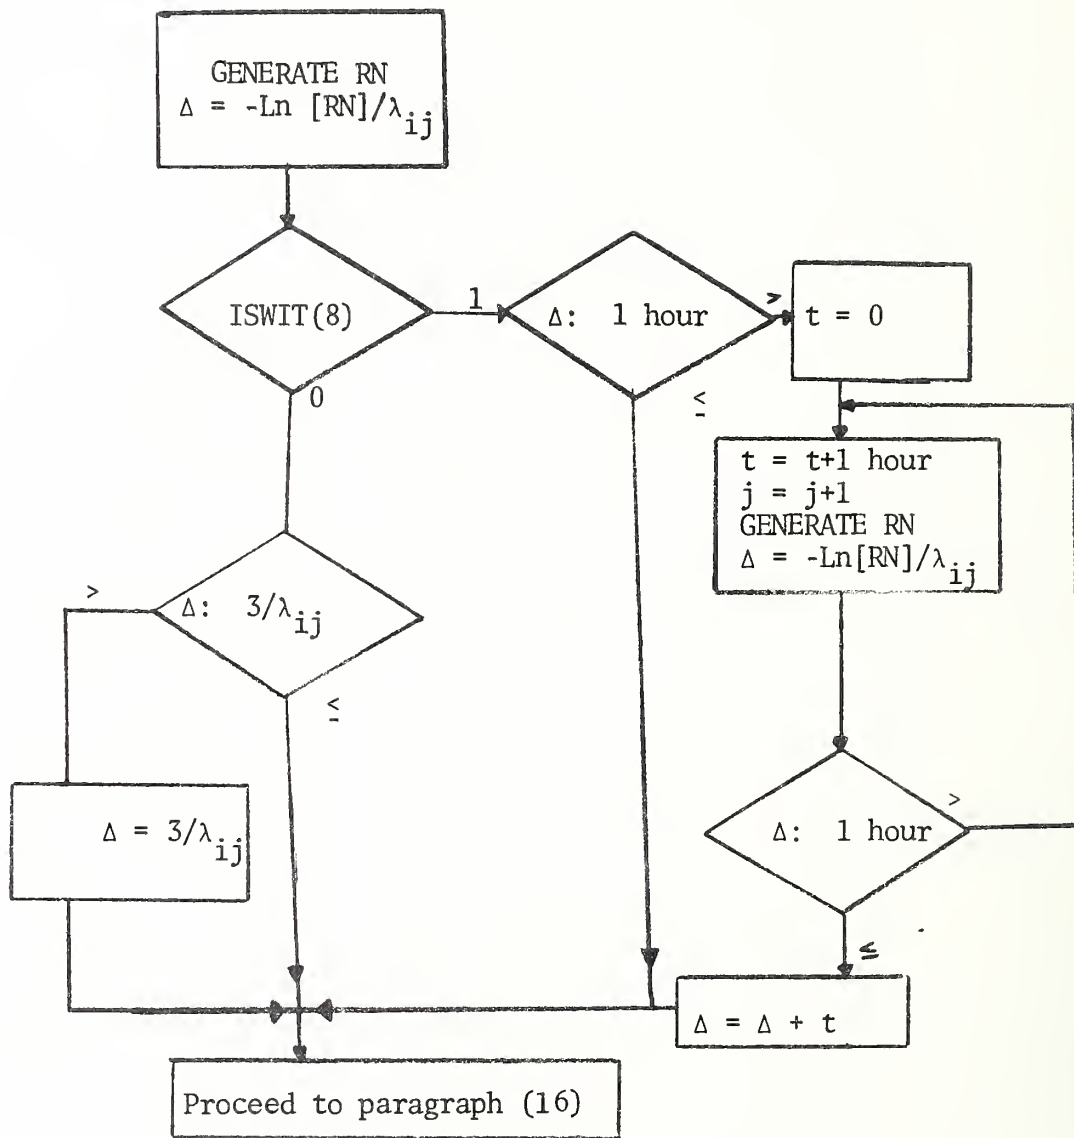 GENERATE RN
Δ = -Ln [RN]/λij
ISWIT(8)
1
0
Δ: 1 hour
>
≤
t = 0
t = t+1 hour
j = j+1
GENERATE RN
Δ = -Ln[RN]/λij
Δ: 3/λij
>
≤
Δ = 3/λij
Δ: 1 hour
>
≤
Δ = Δ + t
Proceed to paragraph (16)